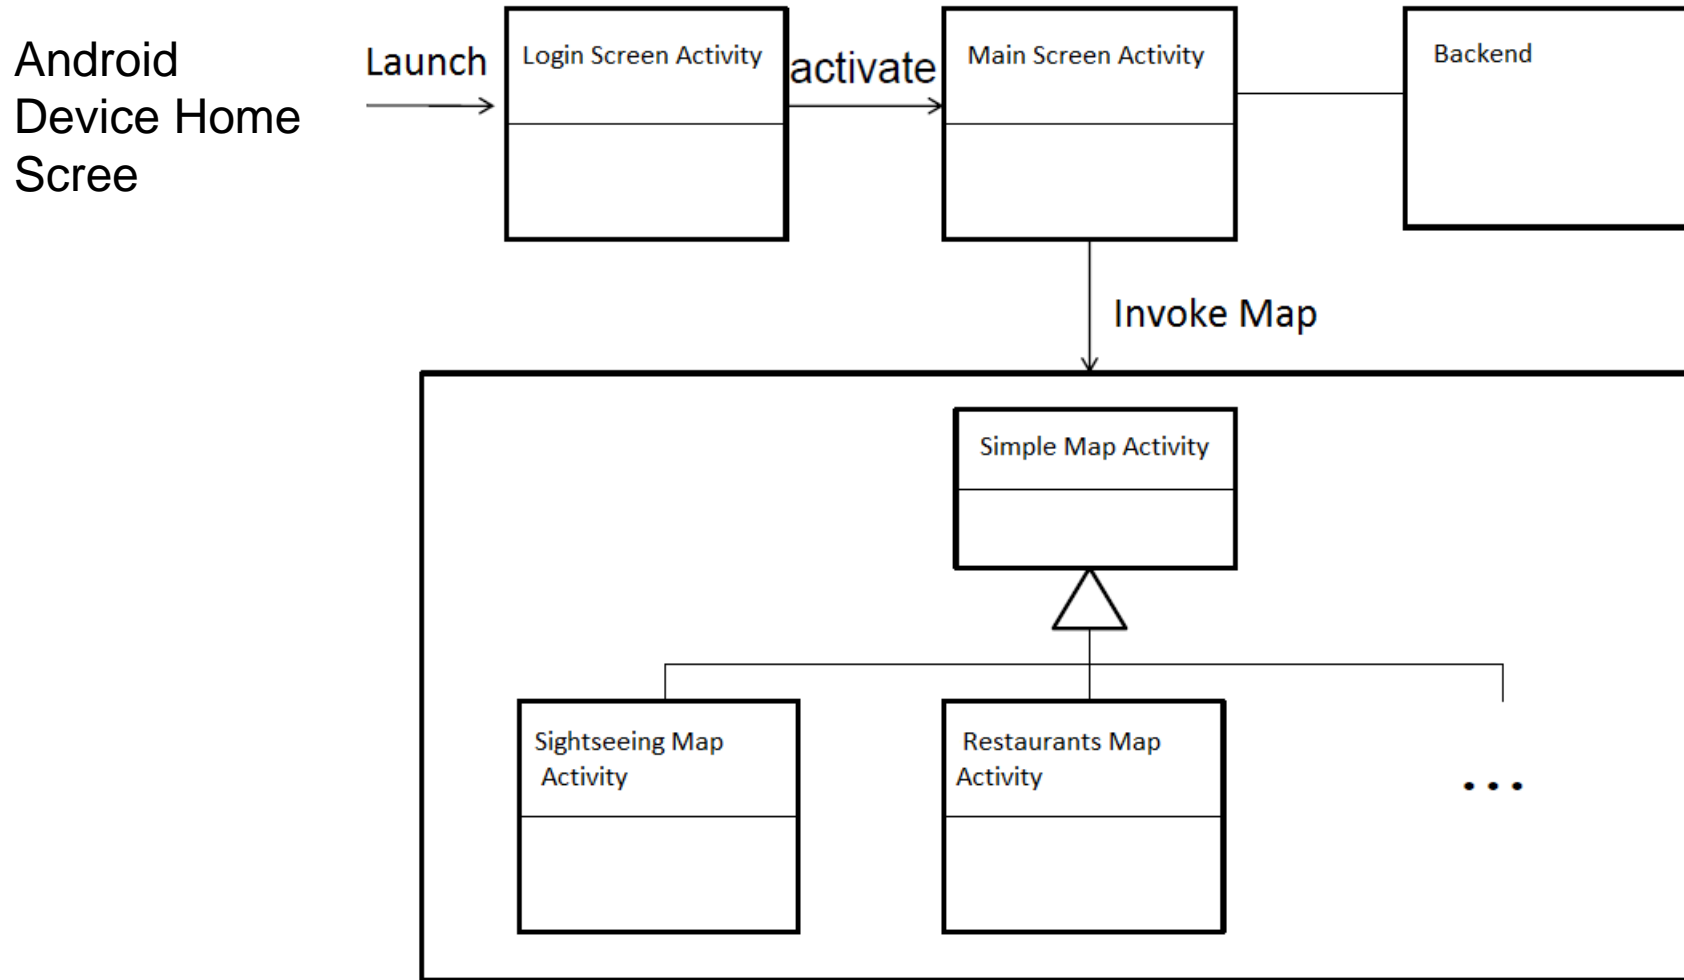 Android
Device Home
Scree
Launch
Login Screen Activity
activate
Main Screen Activity
Backend
Invoke Map
Simple Map Activity
Sightseeing Map
Activity
Restaurants Map
Activity
...